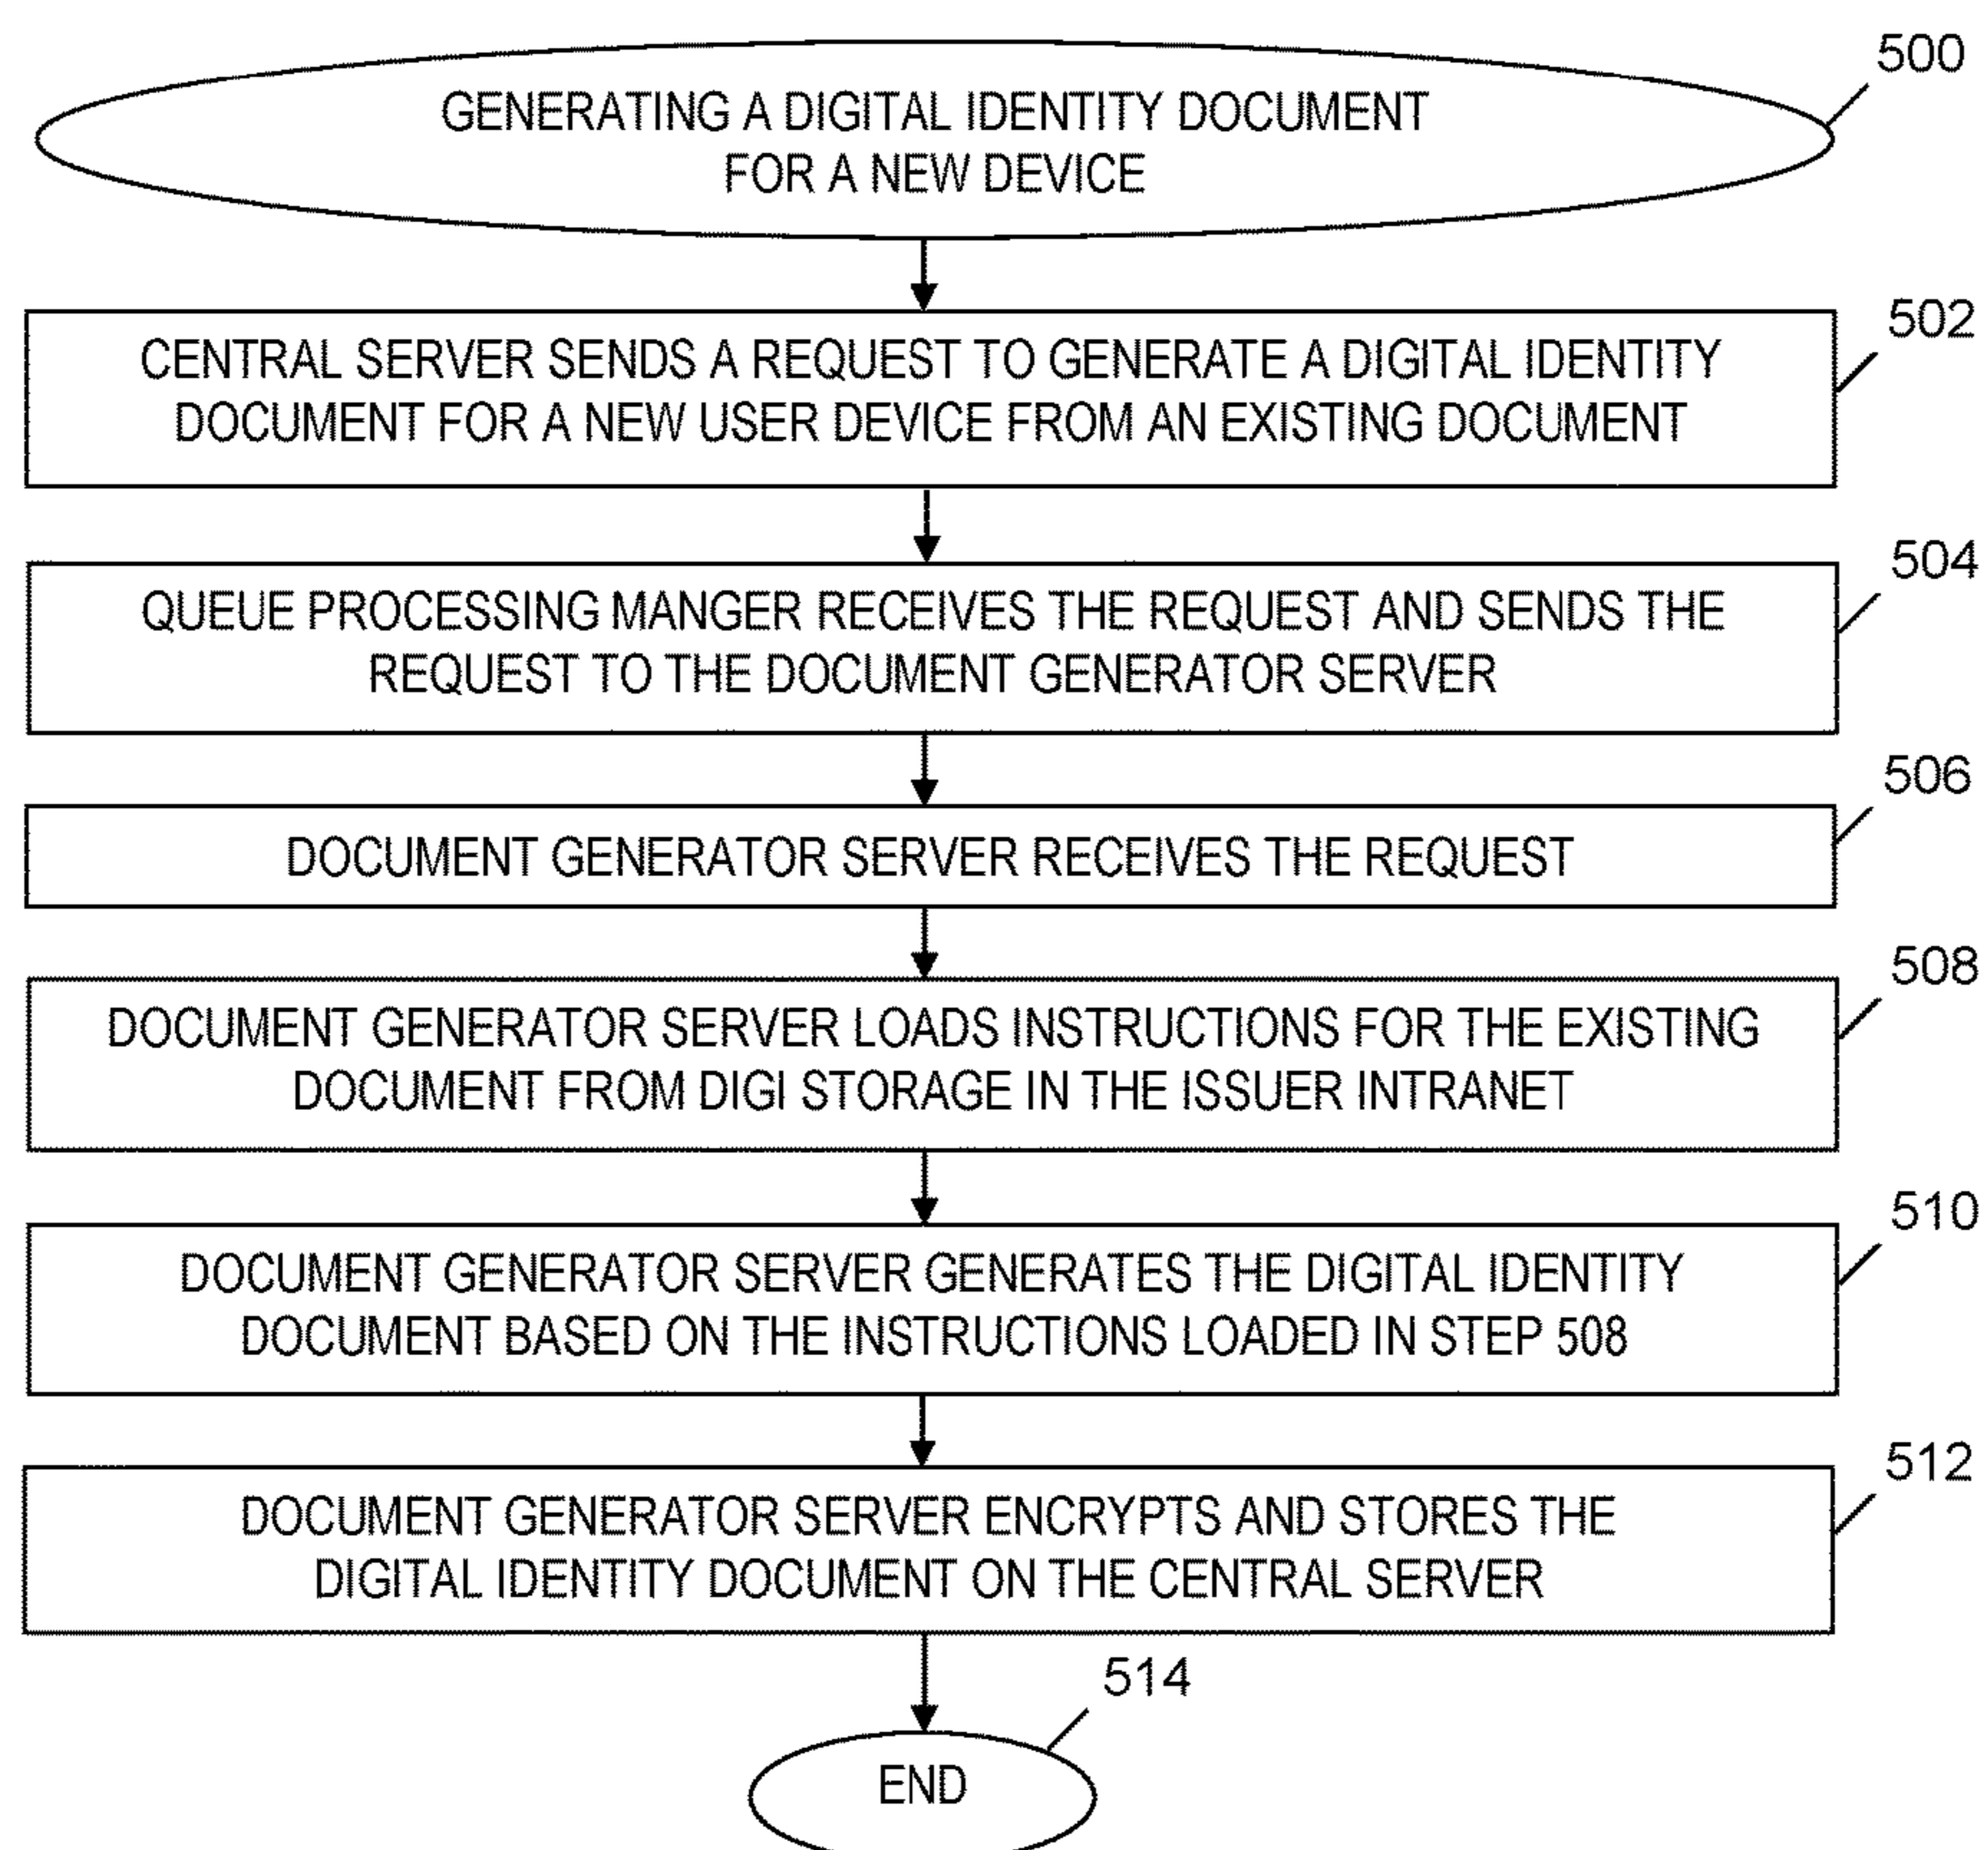 500
GENERATING A DIGITAL IDENTITY DOCUMENT
FOR A NEW DEVICE
502
CENTRAL SERVER SENDS A REQUEST TO GENERATE A DIGITAL IDENTITY
DOCUMENT FOR A NEW USER DEVICE FROM AN EXISTING DOCUMENT
504
QUEUE PROCESSING MANGER RECEIVES THE REQUEST AND SENDS THE
REQUEST TO THE DOCUMENT GENERATOR SERVER
506
DOCUMENT GENERATOR SERVER RECEIVES THE REQUEST
508
DOCUMENT GENERATOR SERVER LOADS INSTRUCTIONS FOR THE EXISTING
DOCUMENT FROM DIGI STORAGE IN THE ISSUER INTRANET
510
DOCUMENT GENERATOR SERVER GENERATES THE DIGITAL IDENTITY
DOCUMENT BASED ON THE INSTRUCTIONS LOADED IN STEP 508
512
DOCUMENT GENERATOR SERVER ENCRYPTS AND STORES THE
DIGITAL IDENTITY DOCUMENT ON THE CENTRAL SERVER
514
END